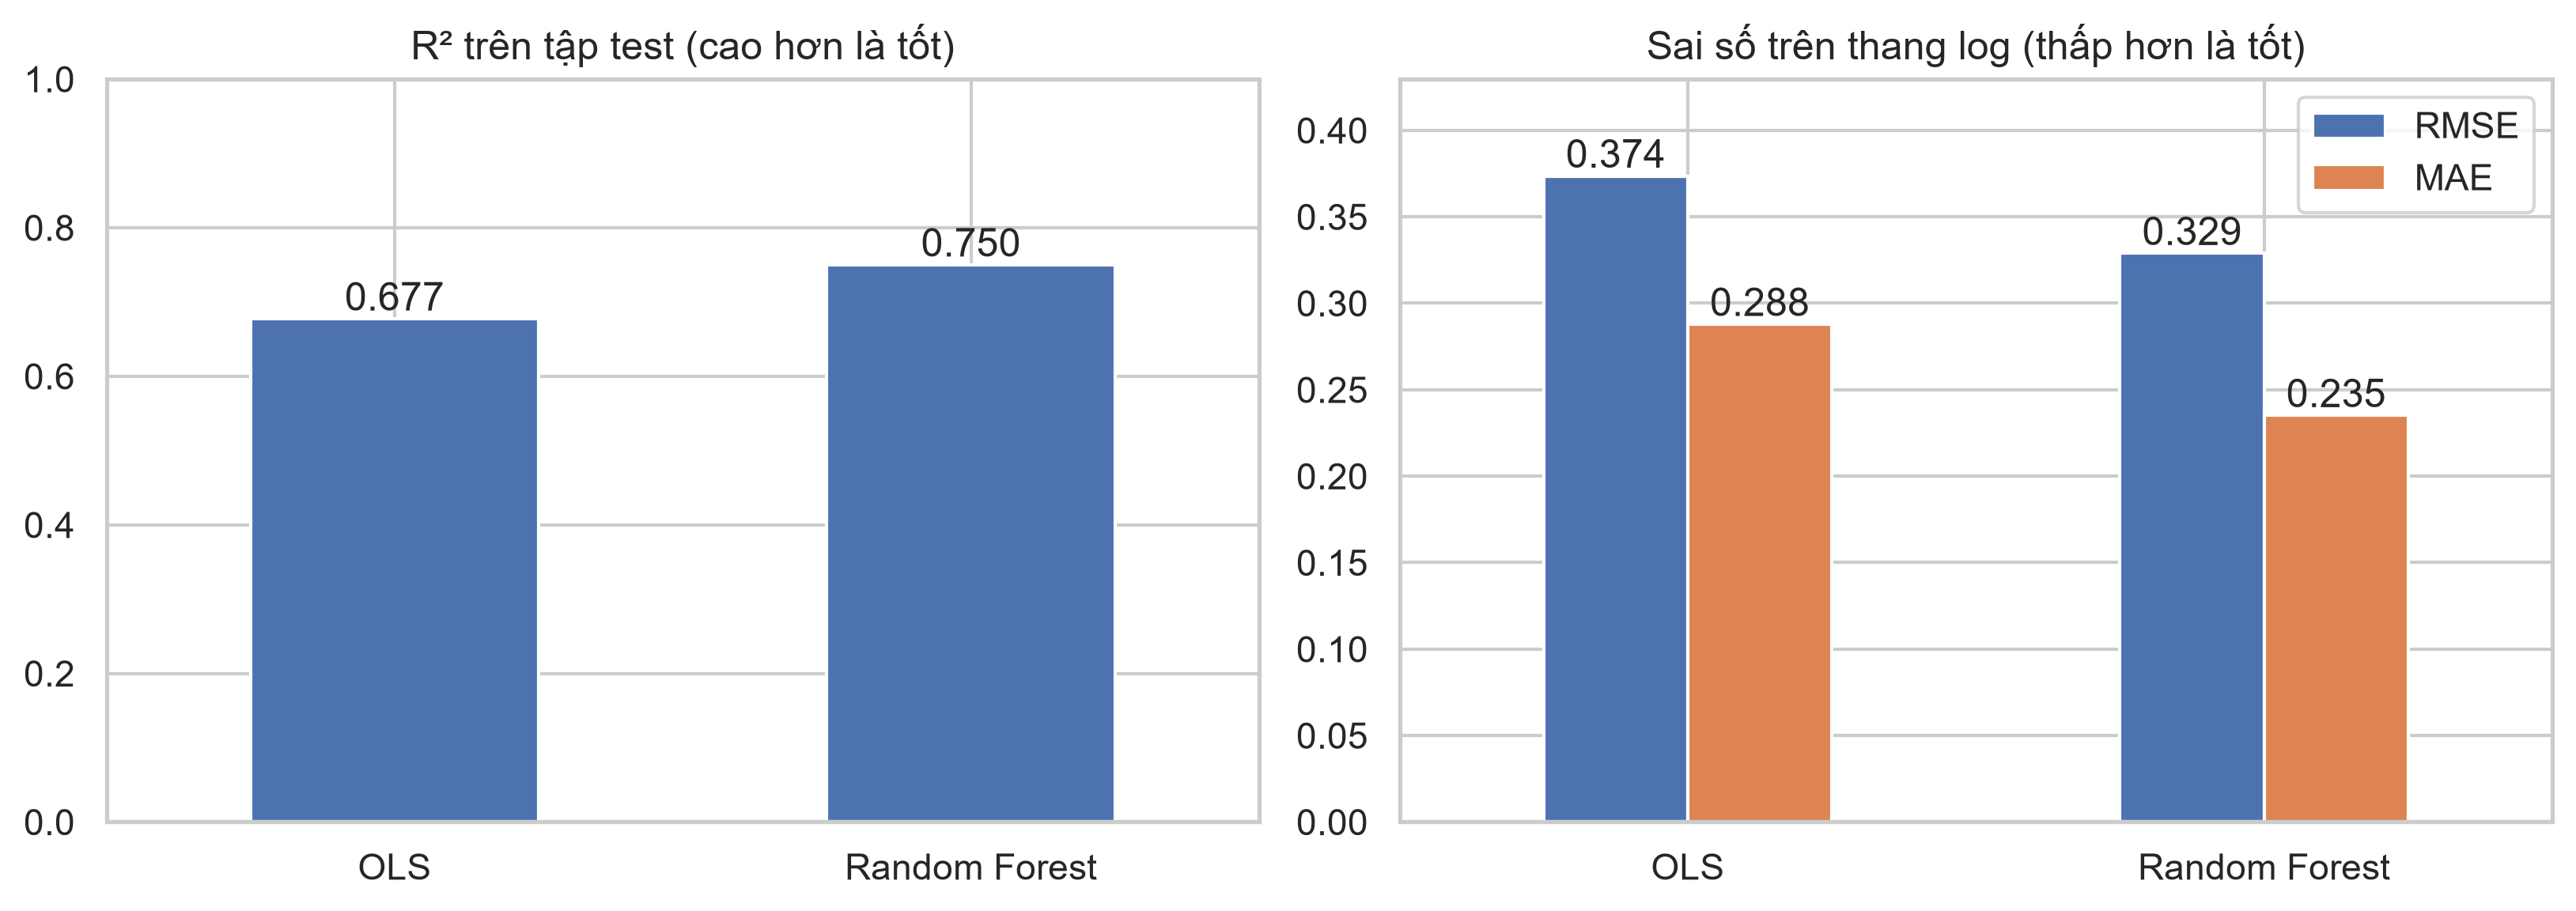 R² trên tập test (cao hơn là tốt)
1.0
0.8
0.6
0.4
0.2
0.0
0.677
0.750
OLS
Random Forest
Sai số trên thang log (thấp hơn là tốt)
0.40
0.35
0.30
0.25
0.20
0.15
0.10
0.05
0.00
RMSE
MAE
0.374
0.288
0.329
0.235
OLS
Random Forest